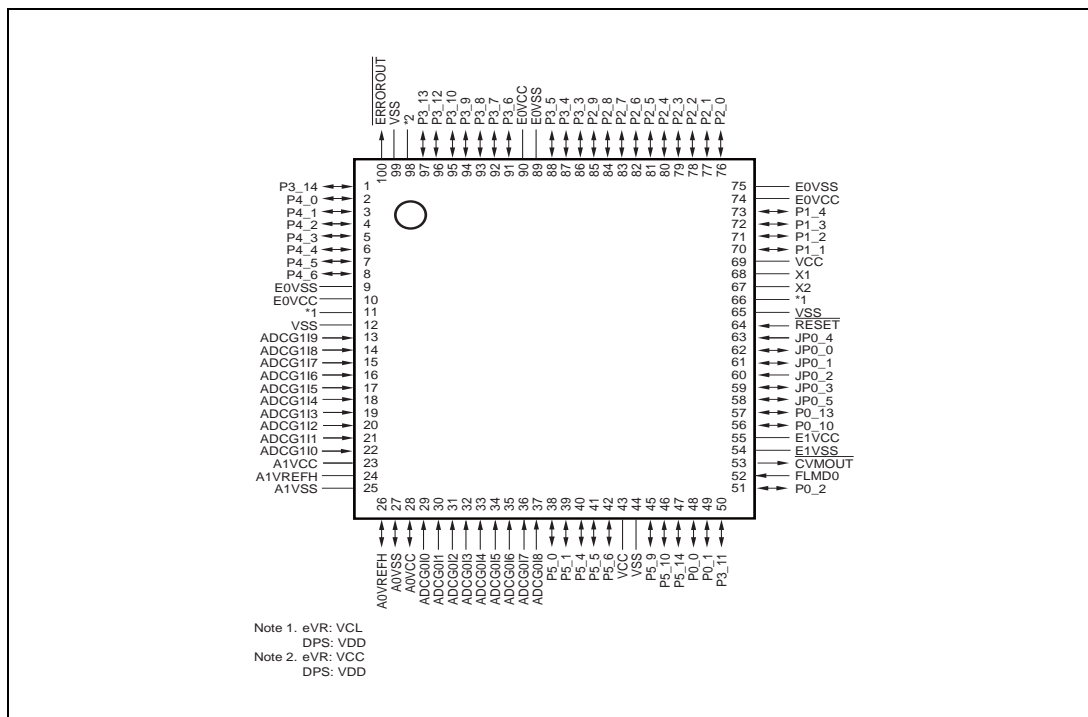 ERROROUT
VSS
*2
P3_13
P3_12
P3_10
P3_9
P3_8
P3_7
P3_6
E0VCC
E0VSS
P3_5
P3_4
P3_3
P2_9
P2_8
P2_7
P2_6
P2_5
P2_4
P2_3
P2_2
P2_1
P2_0
100
99
98
97
96
95
94
93
92
91
90
89
88
87
86
85
84
83
82
81
80
79
78
77
76
P3_14 1
P4_0 2
P4_1 3
P4_2 4
P4_3 5
P4_4 6
P4_5 7
P4_6 8
E0VSS 9
E0VCC 10
*1 11
VSS 12
ADCG1I9 13
ADCG1I8 14
ADCG1I7 15
ADCG1I6 16
ADCG1I5 17
ADCG1I4 18
ADCG1I3 19
ADCG1I2 20
ADCG1I1 21
ADCG1I0 22
A1VCC 23
A1VREFH 24
A1VSS 25
75 E0VSS
74 E0VCC
73 P1_4
72 P1_3
71 P1_2
70 P1_1
69 VCC
68 X1
67 X2
66 *1
65 VSS
64 RESET
63 JP0_4
62 JP0_0
61 JP0_1
60 JP0_2
59 JP0_3
58 JP0_5
57 P0_13
56 P0_10
55 E1VCC
54 E1VSS
53 CVMOUT
52 FLMD0
51 P0_2
26
27
28
29
30
31
32
33
34
35
36
37
38
39
40
41
42
43
44
45
46
47
48
49
50
A0VREFH
A0VSS
A0VCC
ADCG0I0
ADCG0I1
ADCG0I2
ADCG0I3
ADCG0I4
ADCG0I5
ADCG0I6
ADCG0I7
ADCG0I8
P5_0
P5_1
P5_4
P5_5
P5_6
VCC
VSS
P5_9
P5_10
P5_14
P0_0
P0_1
P3_11
Note 1. eVR: VCL
DPS: VDD
Note 2. eVR: VCC
DPS: VDD